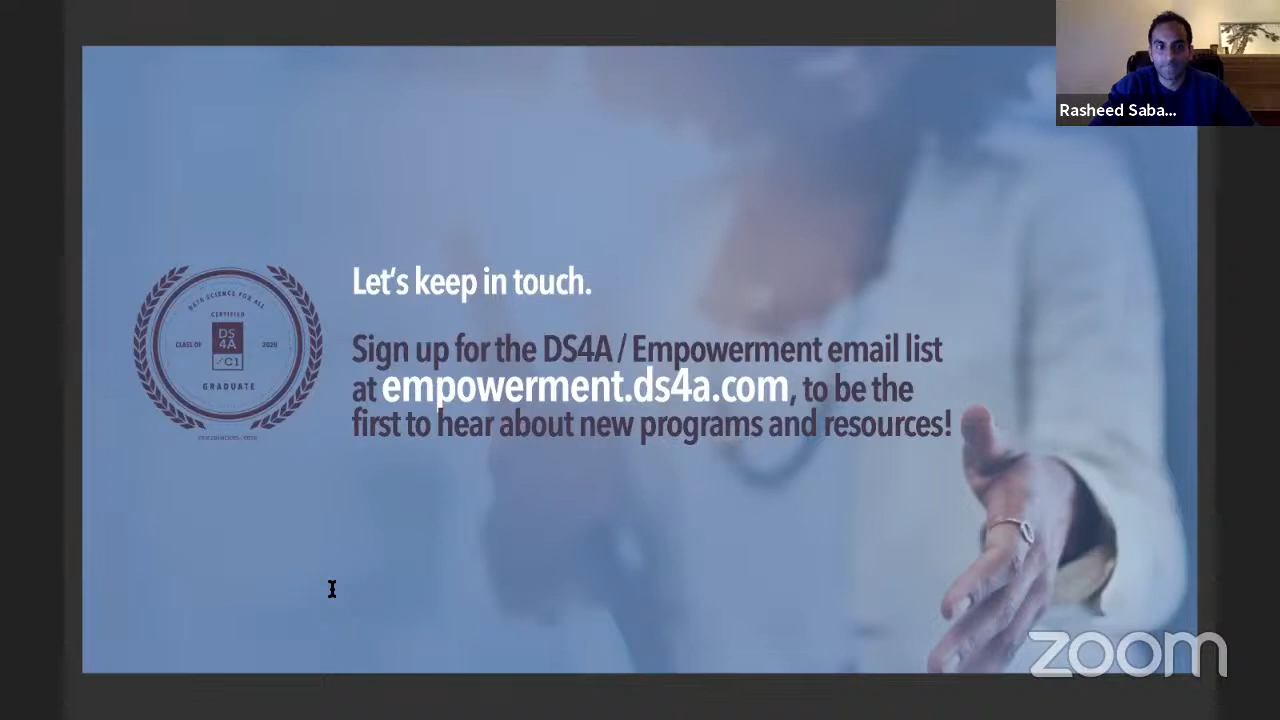 Rasheed Saba...
Let's keep in touch.
Sign up for the DS4A / Empowerment email list
at empowerment.ds4a.com, to be the
first to hear about new programs and resources!
DATA SCIENCE FOR ALL
CERTIFIED
DS
4A
CLASS OF 2020
C1
GRADUATE
zoom